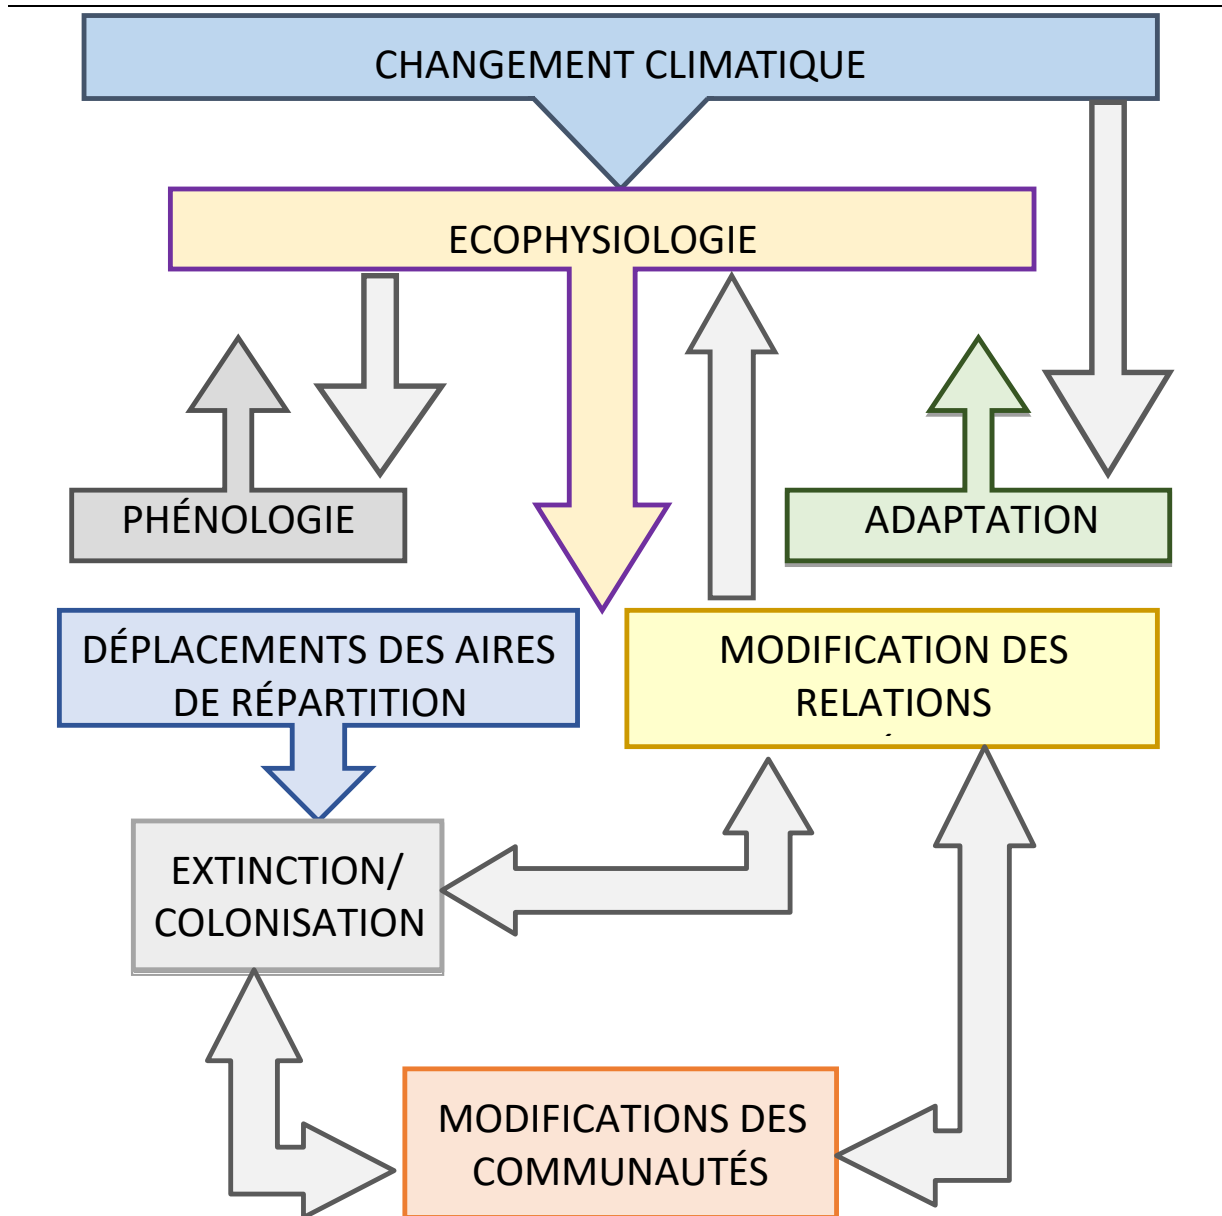 CHANGEMENT CLIMATIQUE
ECOPHYSIOLOGIE
PHÉNOLOGIE
ADAPTATION
DÉPLACEMENTS DES AIRES
DE RÉPARTITION
MODIFICATION DES
RELATIONS
EXTINCTION/
COLONISATION
MODIFICATIONS DES
COMMUNAUTÉS